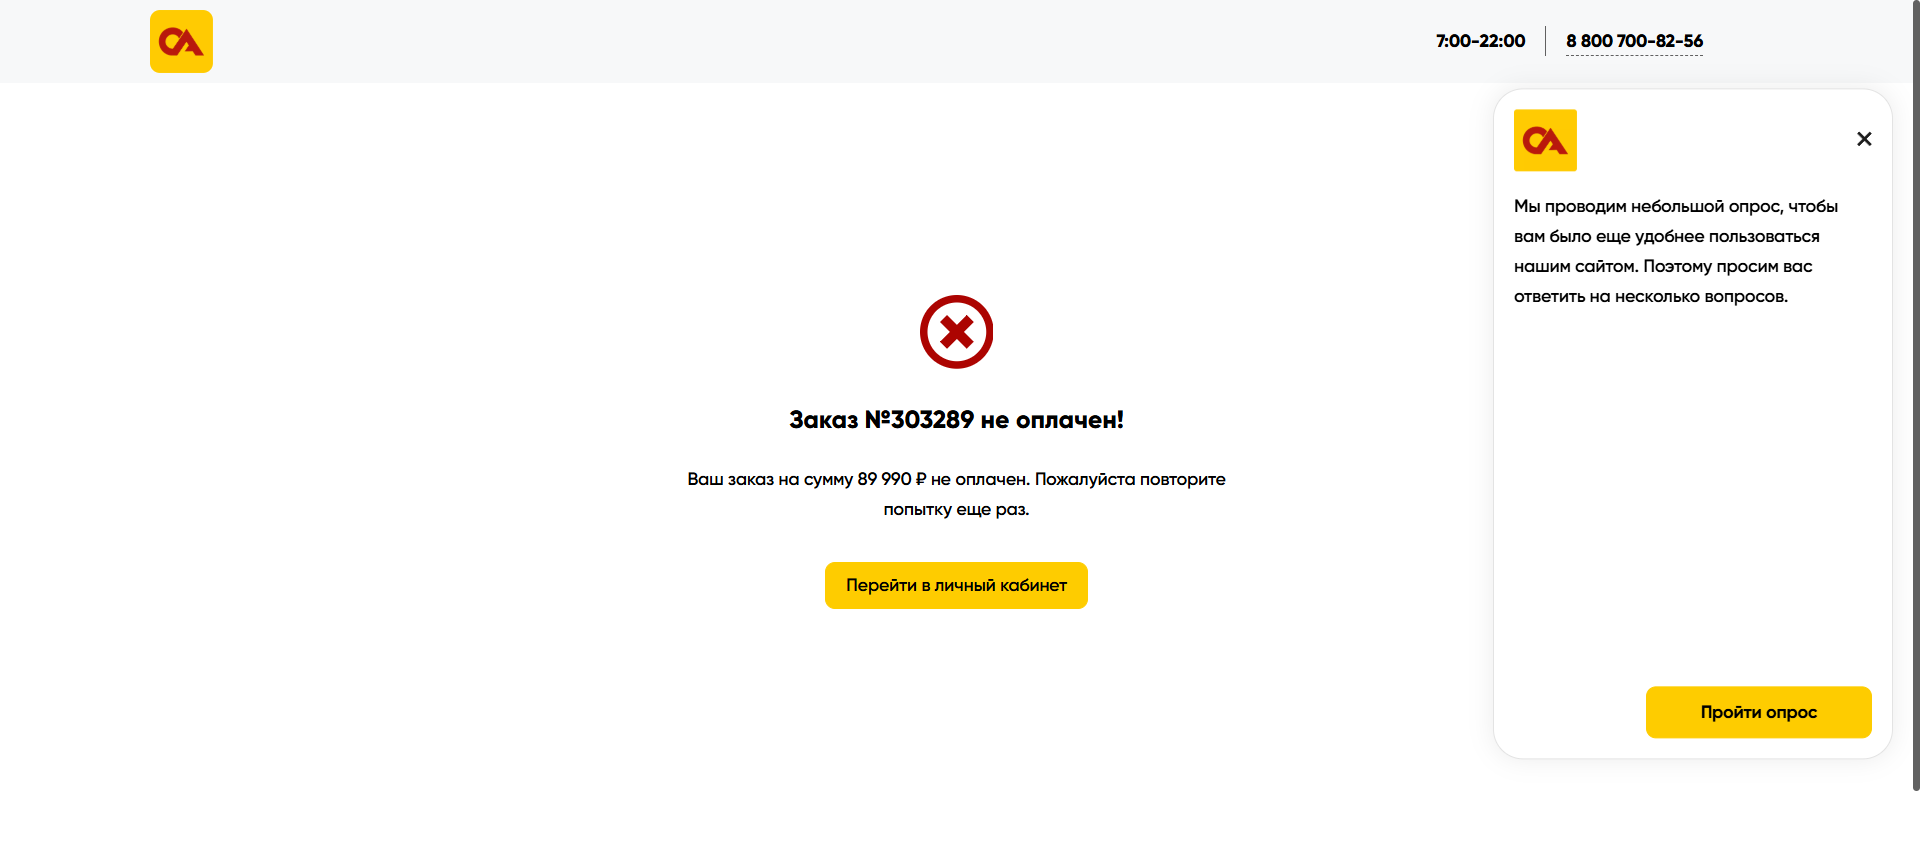 СА
7:00-22:00
8 800 700-82-56
СА
Мы проводим небольшой опрос, чтобы
вам было еще удобнее пользоваться
нашим сайтом. Поэтому просим вас
ответить на несколько вопросов.
Заказ №303289 не оплачен!
Ваш заказ на сумму 89 990 ₽ не оплачен. Пожалуйста повторите
попытку еще раз.
Перейти в личный кабинет
Пройти опрос